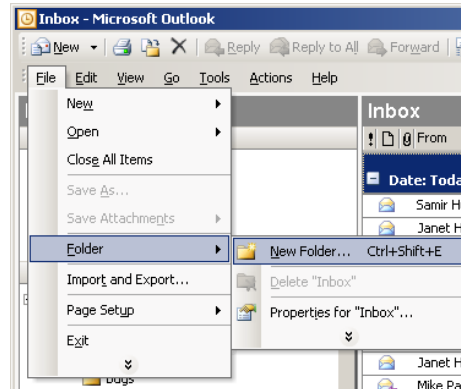 Inbox - Microsoft Outlook
New Reply Reply to All Forward
File Edit View Go Tools Actions Help
New
Open
Close All Items
Save As...
Save Attachments
Folder
Import and Export...
Page Setup
Exit
New Folder... Ctrl+Shift+E
Delete "Inbox"
Properties for "Inbox"...
Inbox
From
Date: Toda
Samir H
Janet H
Janet H
Mike Pa